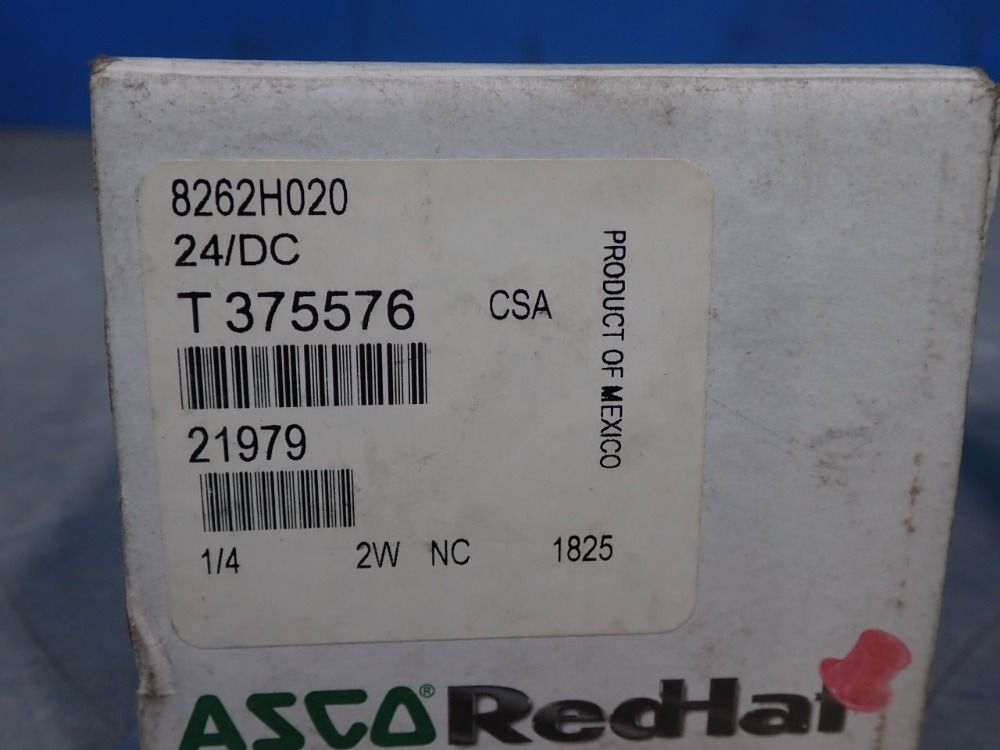 8262H020
24/DC
T 375576 CSA
21979
1/4 2W NC 1825
PRODUCT OF MEXICO
ASCO® RedHat